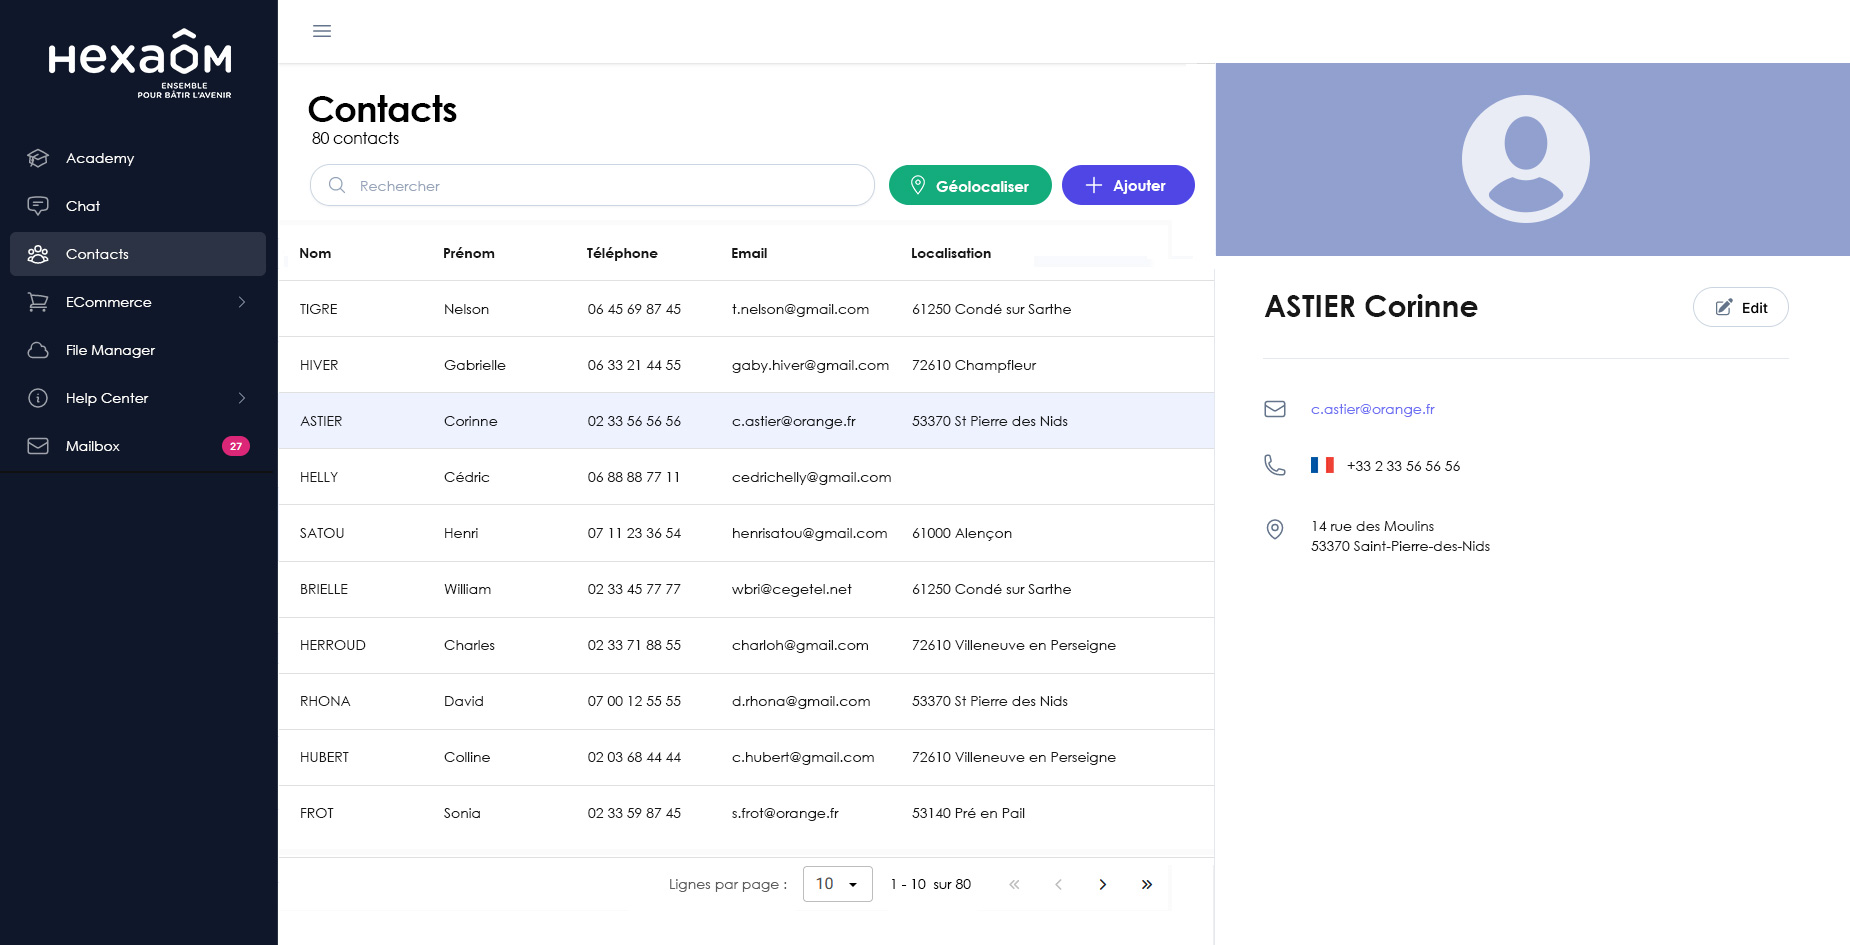 HEXAÔM
ENSEMBLE
POUR BÂTIR L'AVENIR
Academy
Chat
Contacts
ECommerce
File Manager
Help Center
Mailbox 27
Contacts
80 contacts
Rechercher
Géolocaliser
Ajouter
Nom Prénom Téléphone Email Localisation
TIGRE Nelson 06 45 69 87 45 t.nelson@gmail.com 61250 Condé sur Sarthe
HIVER Gabrielle 06 33 21 44 55 gaby.hiver@gmail.com 72610 Champfleur
ASTIER Corinne 02 33 56 56 56 c.astier@orange.fr 53370 St Pierre des Nids
HELLY Cédric 06 88 88 77 11 cedrichelly@gmail.com
SATOU Henri 07 11 23 36 54 henrisatou@gmail.com 61000 Alençon
BRIELLE William 02 33 45 77 77 wbri@cegetel.net 61250 Condé sur Sarthe
HERROUD Charles 02 33 71 88 55 charloh@gmail.com 72610 Villeneuve en Perseigne
RHONA David 07 00 12 55 55 d.rhona@gmail.com 53370 St Pierre des Nids
HUBERT Colline 02 03 68 44 44 c.hubert@gmail.com 72610 Villeneuve en Perseigne
FROT Sonia 02 33 59 87 45 s.frot@orange.fr 53140 Pré en Pail
Lignes par page : 10 1 - 10 sur 80
ASTIER Corinne
Edit
c.astier@orange.fr
+33 2 33 56 56 56
14 rue des Moulins
53370 Saint-Pierre-des-Nids